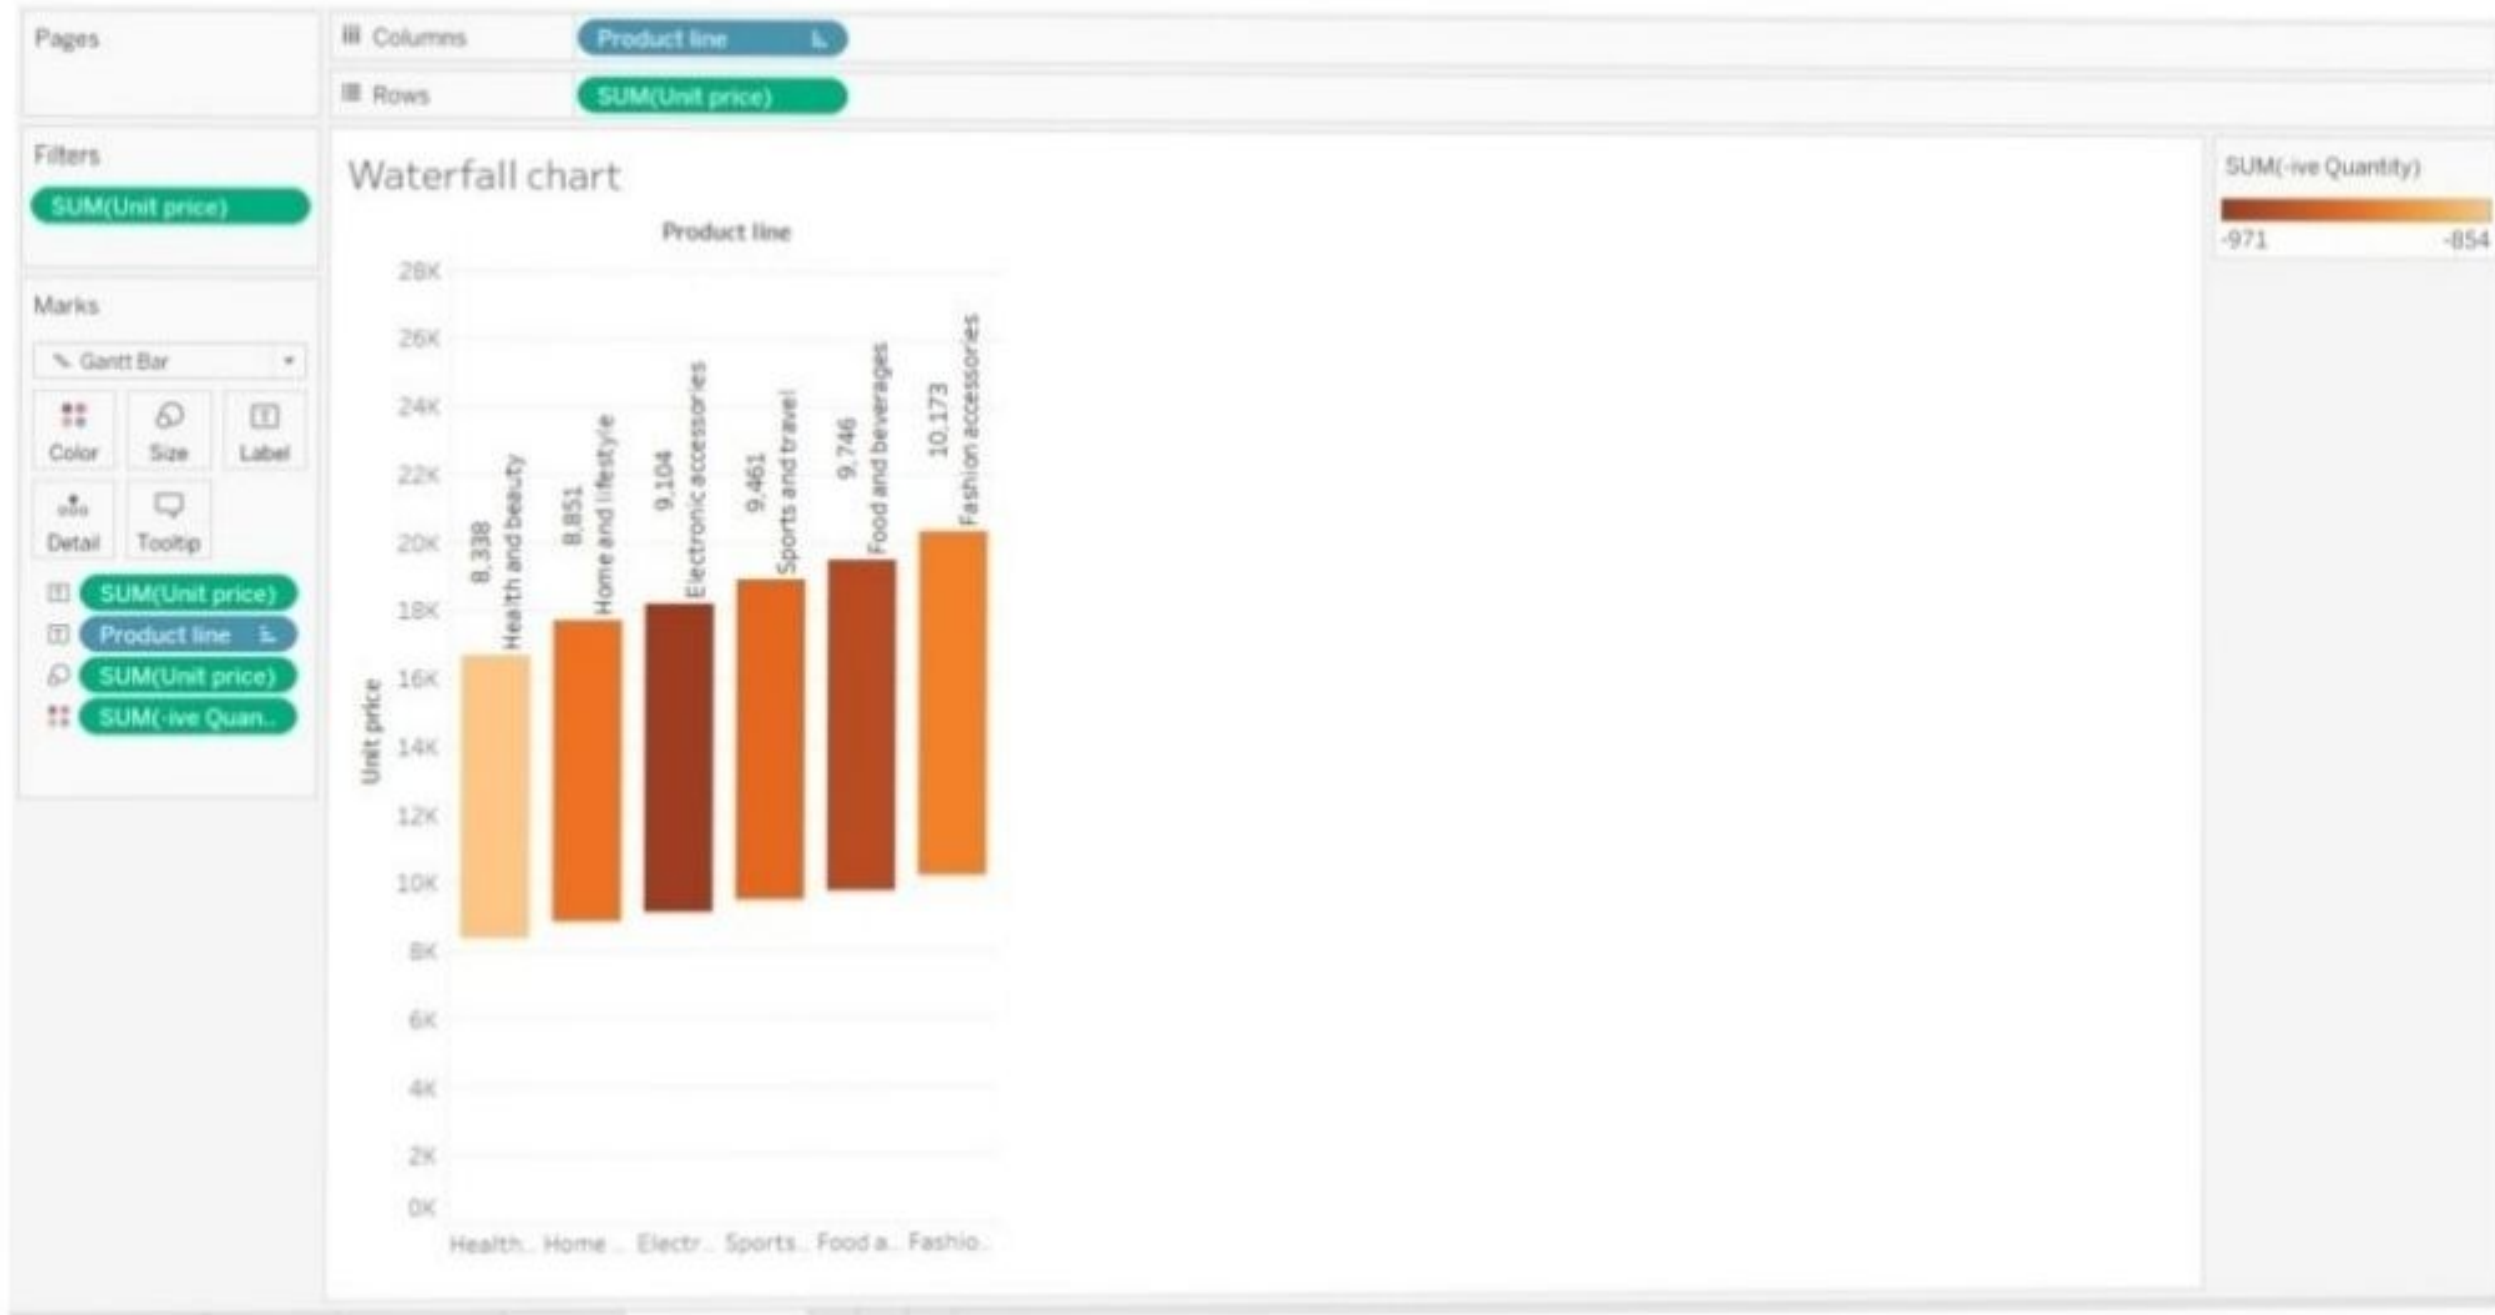 Pages
Columns
Product line
Rows
SUM(Unit price)
Filters
SUM(Unit price)
Marks
Gantt Bar
Color
Size
Label
Detail
Tooltip
SUM(Unit price)
Product line
SUM(Unit price)
SUM(-ive Quan..
Waterfall chart
Product line
Unit price
28K
26K
24K
22K
20K
18K
16K
14K
12K
10K
8K
6K
4K
2K
0K
8,338
Health and beauty
8,851
Home and lifestyle
9,104
Electronic accessories
9,461
Sports and travel
9,746
Food and beverages
10,173
Fashion accessories
Health.. Home .. Electr.. Sports.. Food a.. Fashio..
SUM(-ive Quantity)
-971 -854